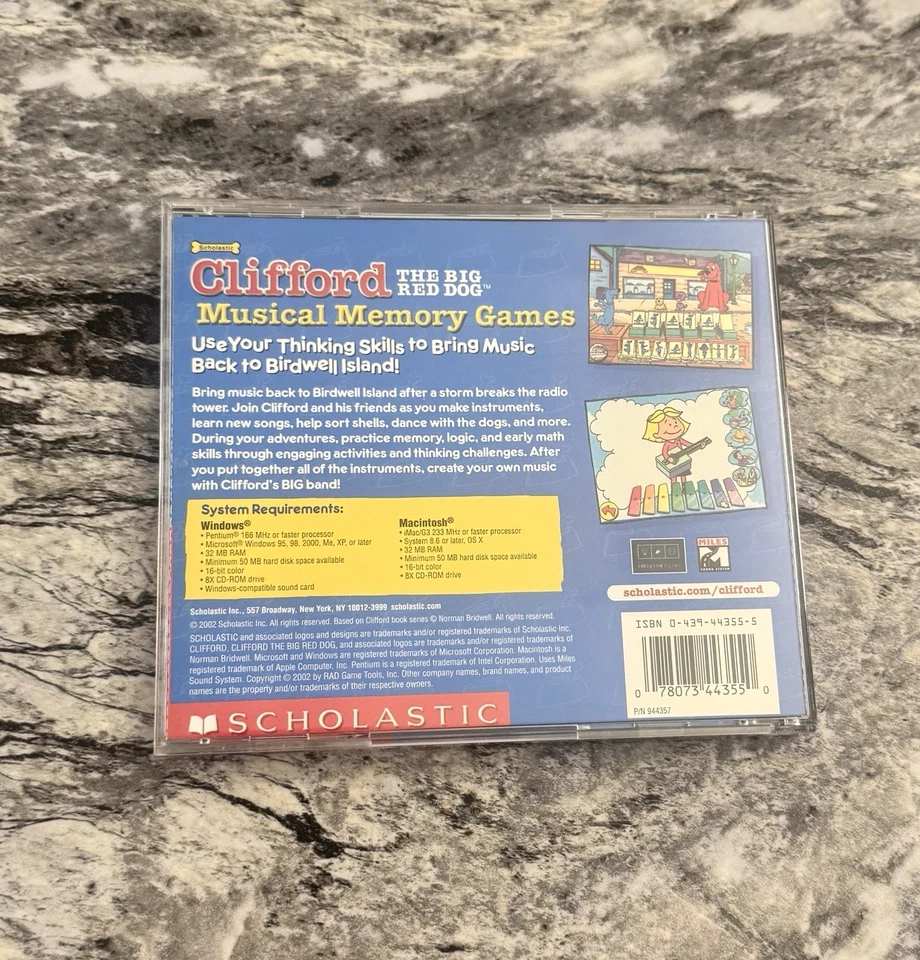 Scholastic
Clifford THE BIG
RED DOG™
Musical Memory Games
Use Your Thinking Skills to Bring Music
Back to Birdwell Island!
Bring music back to Birdwell Island after a storm breaks the radio
tower. Join Clifford and his friends as you make instruments,
learn new songs, help sort shells, dance with the dogs, and more.
During your adventures, practice memory, logic, and early math
skills through engaging activities and thinking challenges. After
you put together all of the instruments, create your own music
with Clifford's BIG band!
System Requirements:
Windows®
• Pentium® 166 MHz or faster processor
• Microsoft® Windows 95, 98, 2000, Me, XP, or later
• 32 MB RAM
• Minimum 50 MB hard disk space available
• 16-bit color
• 8X CD-ROM drive
• Windows-compatible sound card
Macintosh®
• iMac/G3 233 MHz or faster processor
• System 8.6 or later, OS X
• 32 MB RAM
• Minimum 50 MB hard disk space available
• 16-bit color
• 8X CD-ROM drive
Scholastic Inc., 557 Broadway, New York, NY 10012-3999 scholastic.com
© 2002 Scholastic Inc. All rights reserved. Based on Clifford book series © Norman Bridwell. All rights reserved.
SCHOLASTIC and associated logos and designs are trademarks and/or registered trademarks of Scholastic Inc.
CLIFFORD, CLIFFORD THE BIG RED DOG, and associated logos are trademarks and/or registered trademarks of
Norman Bridwell. Microsoft and Windows are registered trademarks of Microsoft Corporation. Macintosh is a
registered trademark of Apple Computer, Inc. Pentium is a registered trademark of Intel Corporation. Uses Miles
Sound System. Copyright © 2002 by RAD Game Tools, Inc. Other company names, brand names, and product
names are the property and/or trademarks of their respective owners.
SCHOLASTIC
MILES
SOUND SYSTEM
scholastic.com/clifford
ISBN 0-439-44355-5
0 78073 44355 0
P/N 944357